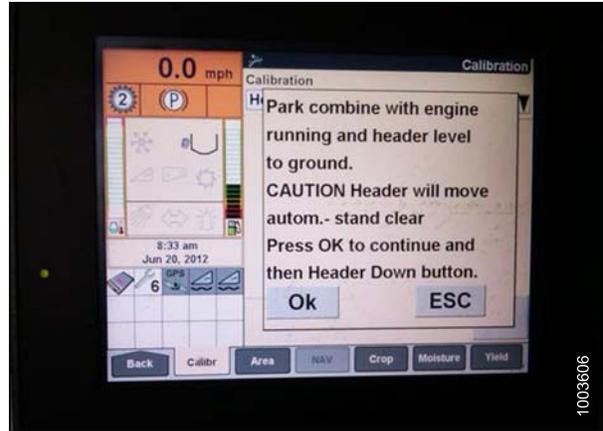 0.0 mph
2
P
Calibration
Calibration
He
Park combine with engine
running and header level
to ground.
CAUTION Header will move
autom.- stand clear
Press OK to continue and
then Header Down button.
Ok
ESC
8:33 am
Jun 20, 2012
6
GPS
Back
Calibr
Area
NAV
Crop
Moisture
Yield
1003606